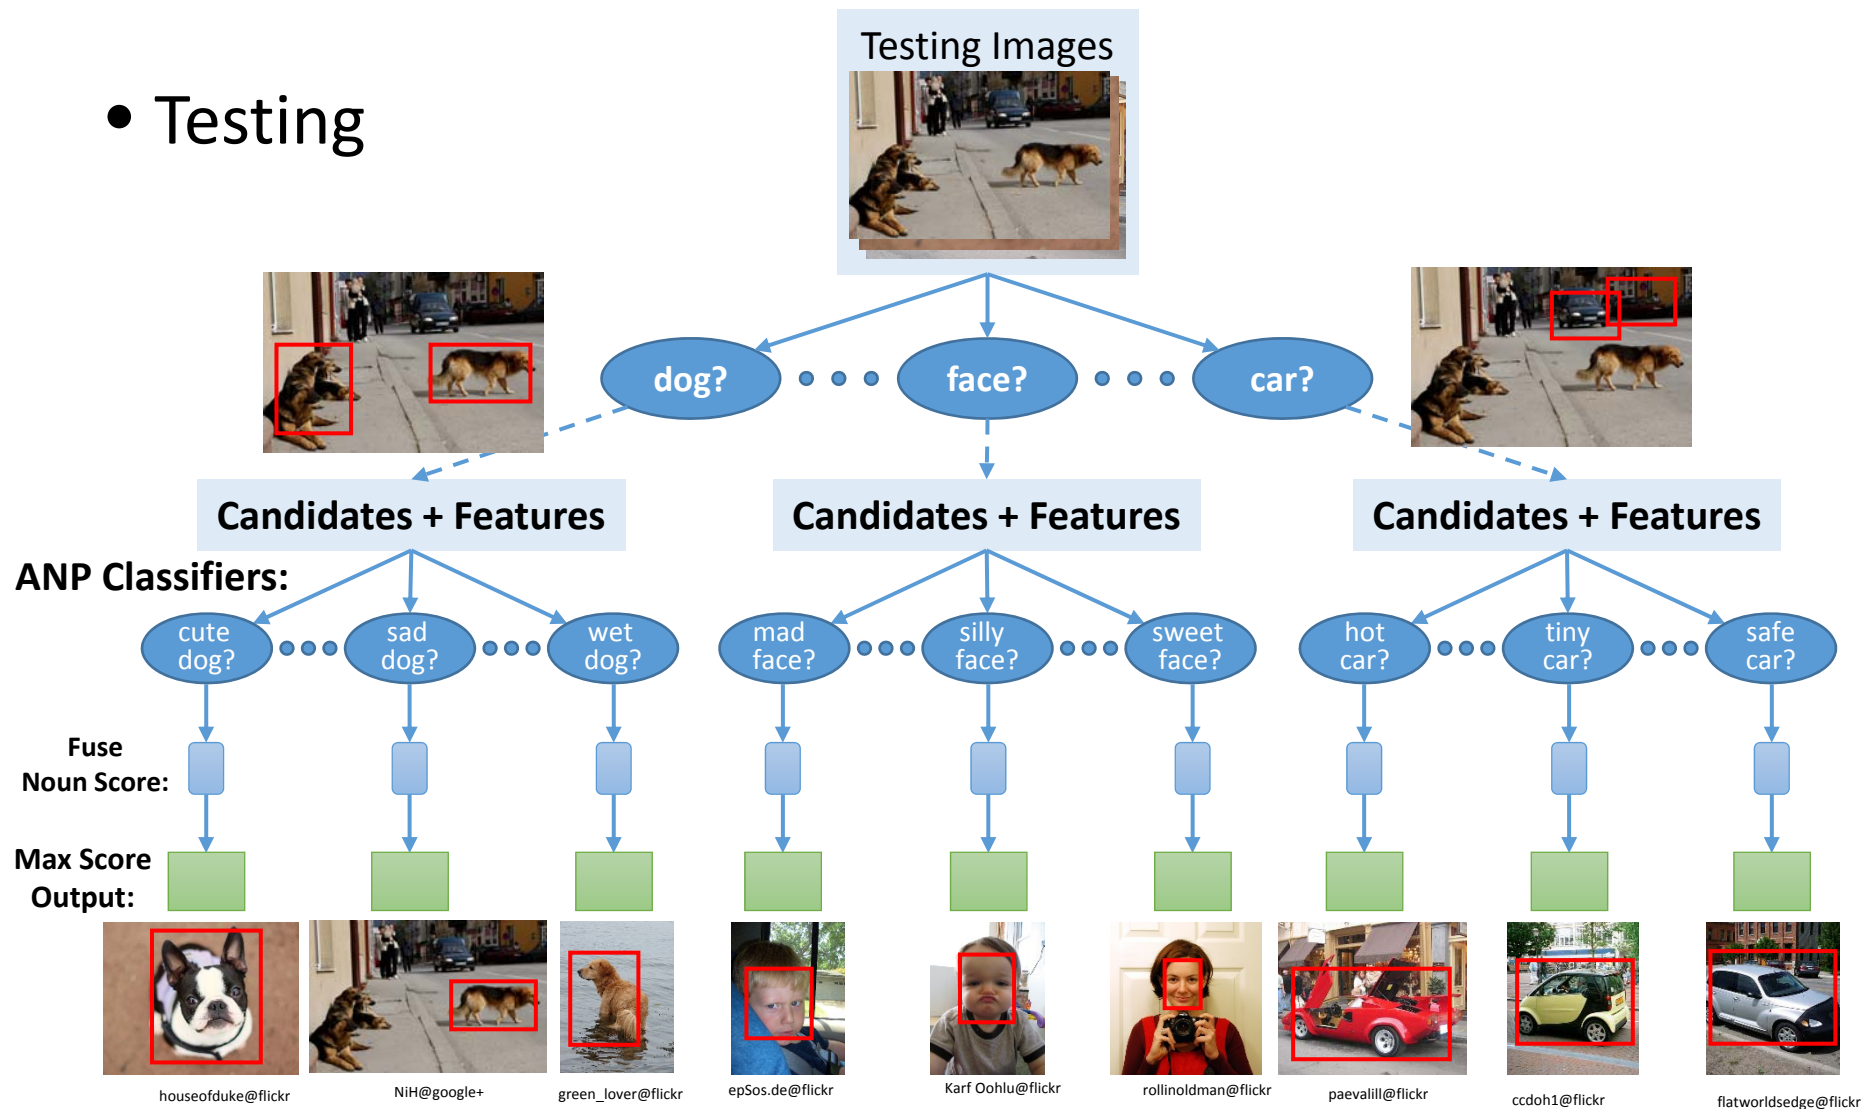 Testing Images
• Testing
dog?
face?
car?
Candidates + Features
Candidates + Features
Candidates + Features
ANP Classifiers:
cute
dog?
sad
dog?
wet
dog?
mad
face?
silly
face?
sweet
face?
hot
car?
tiny
car?
safe
car?
Fuse
Noun Score:
Max Score
Output:
houseofduke@flickr
NiH@google+
green_lover@flickr
epSos.de@flickr
Karf Oohlu@flickr
rollinoldman@flickr
paevalill@flickr
ccdoh1@flickr
flatworldsedge@flickr